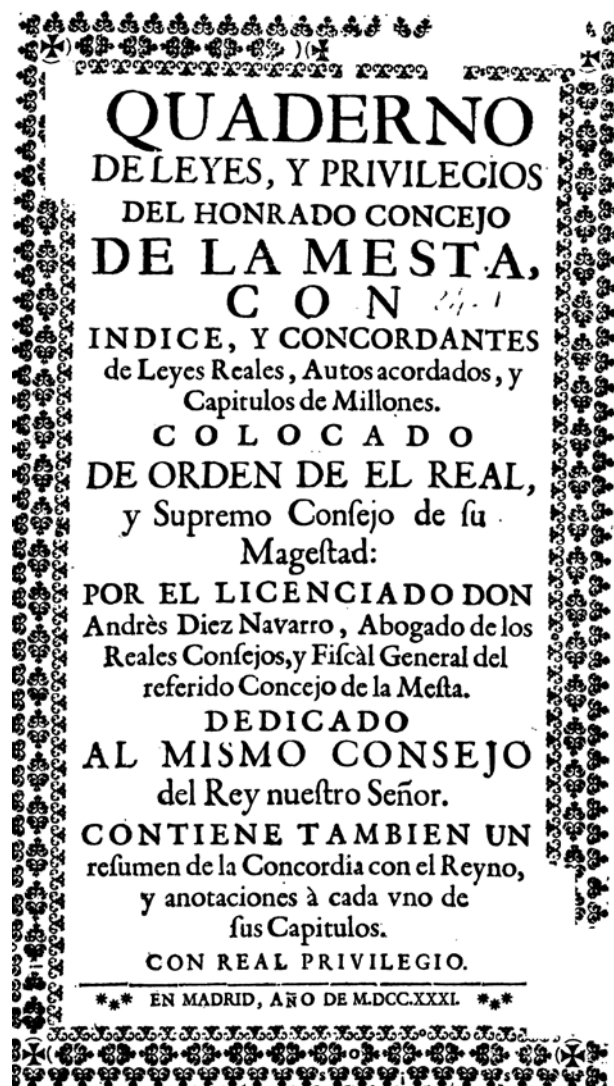 QUADERNO
DE LEYES, Y PRIVILEGIOS
DEL HONRADO CONCEJO
DE LA MESTA,
CON
INDICE, Y CONCORDANTES
de Leyes Reales, Autos acordados, y
Capitulos de Millones.
COLOCADO
DE ORDEN DE EL REAL,
y Supremo Conſejo de ſu
Mageſtad:
POR EL LICENCIADO DON
Andrès Diez Navarro, Abogado de los
Reales Conſejos, y Fiſcàl General del
referido Concejo de la Meſta.
DEDICADO
AL MISMO CONSEJO
del Rey nueſtro Señor.
CONTIENE TAMBIEN UN
reſumen de la Concordia con el Reyno,
y anotaciones à cada vno de
ſus Capitulos.
CON REAL PRIVILEGIO.
EN MADRID, AÑO DE M.DCC.XXXI.